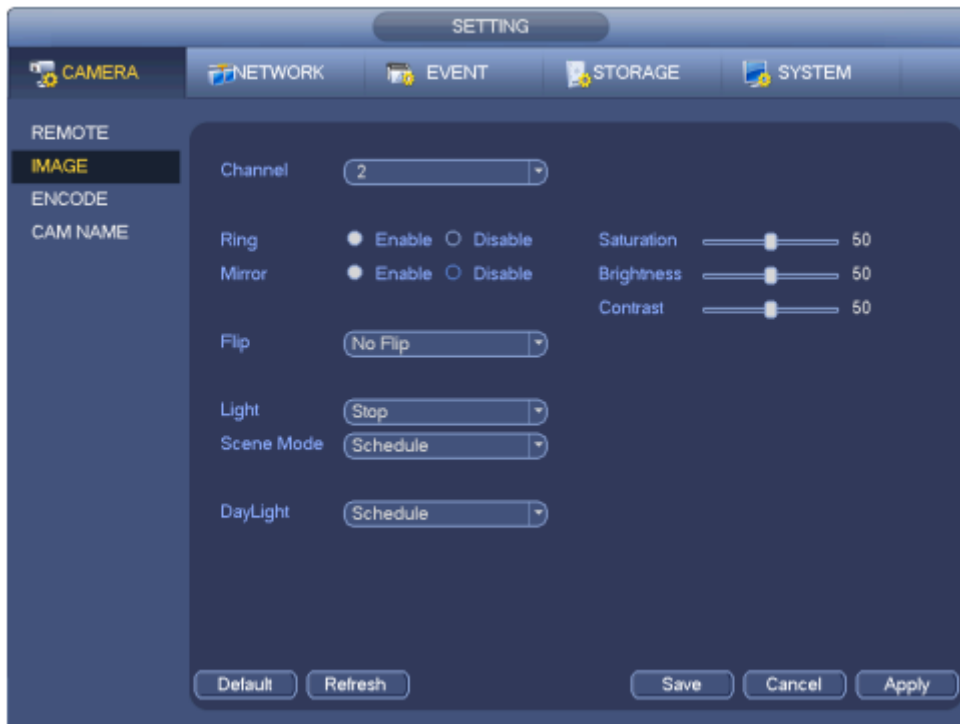 SETTING
CAMERA NETWORK EVENT STORAGE SYSTEM
REMOTE
IMAGE
ENCODE
CAM NAME
Channel 2
Ring Enable Disable Saturation 50
Mirror Enable Disable Brightness 50
Contrast 50
Flip No Flip
Light Stop
Scene Mode Schedule
DayLight Schedule
Default Refresh Save Cancel Apply